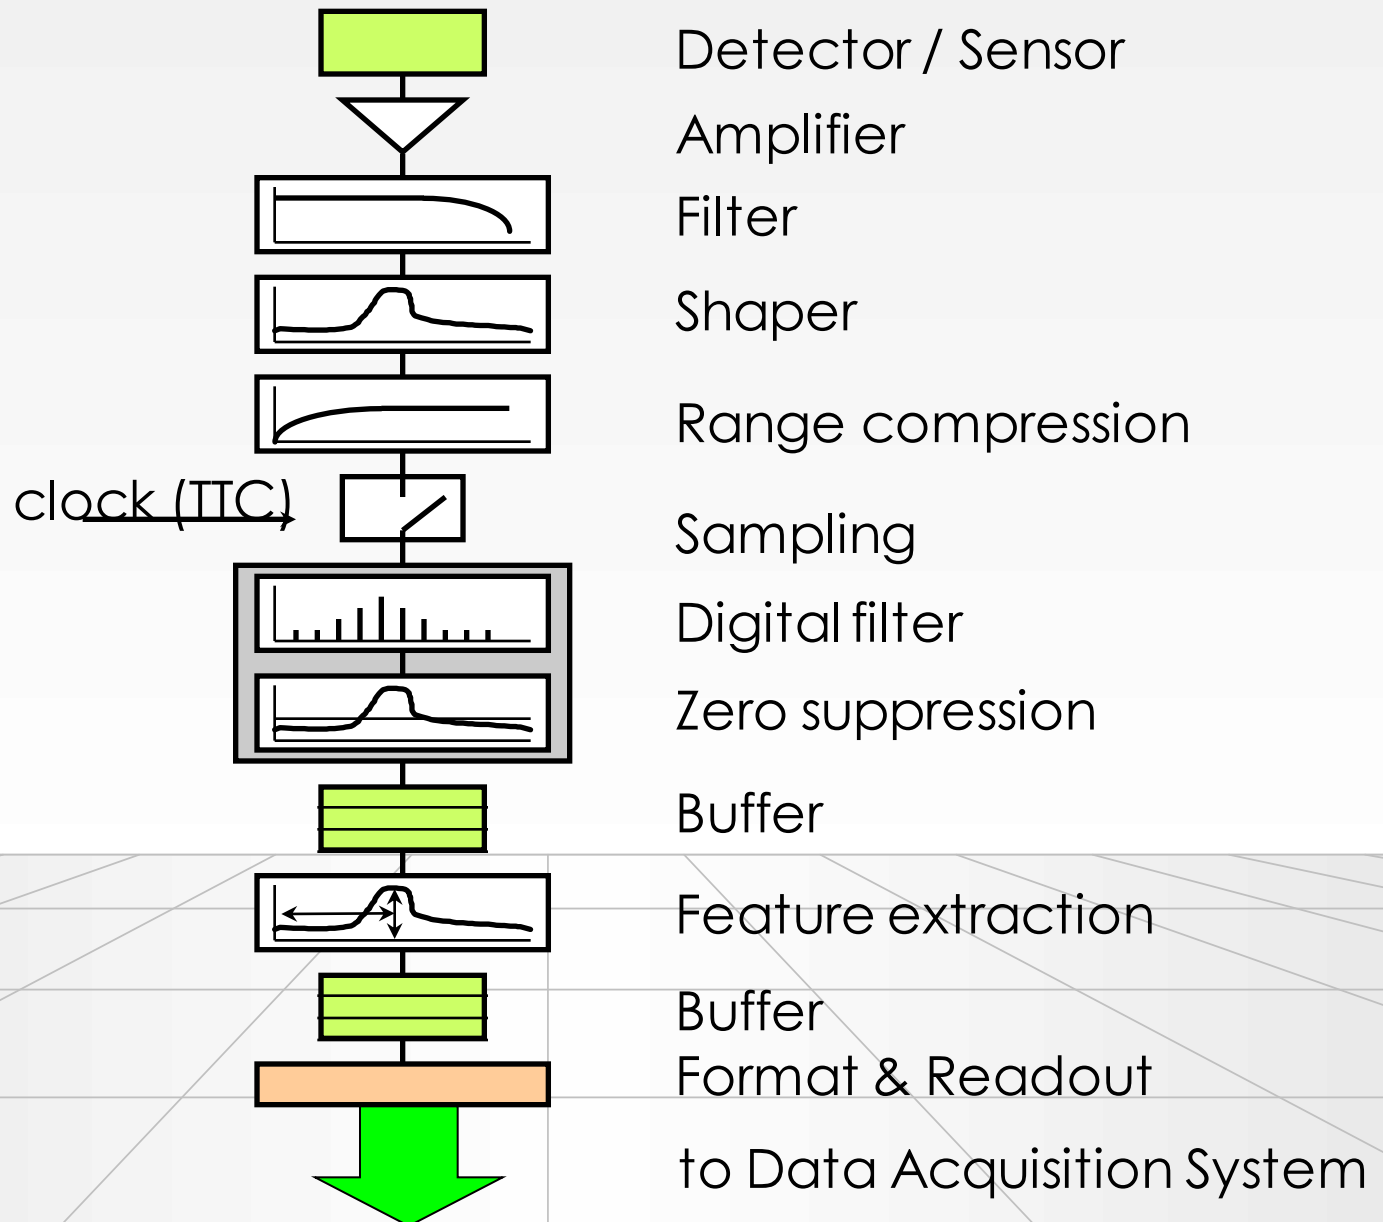 Detector / Sensor
Amplifier
Filter
Shaper
Range compression
clock (TTC)
Sampling
Digital filter
Zero suppression
Buffer
Feature extraction
Buffer
Format & Readout
to Data Acquisition System